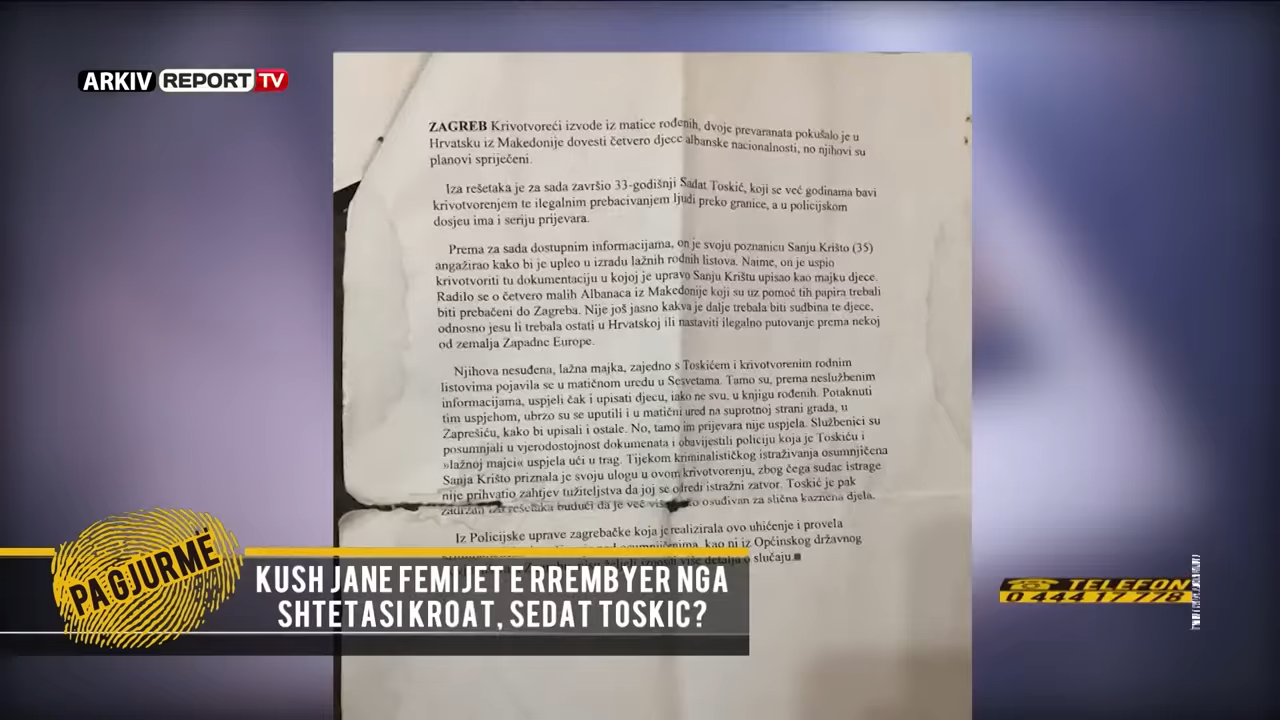 ARKIV REPORT TV
ZAGREB Krivotvoreći izvode iz matice rođenih, dvoje prevaranata pokušalo je u
Hrvatsku iz Makedonije dovesti četvero djece albanske nacionalnosti, no njihovi su
planovi spriječeni.
Iza rešetaka je za sada završio 33-godišnji Sadat Toskić, koji se već godinama bavi
krivotvorenjem te ilegalnim prebacivanjem ljudi preko granice, a u policijskom
dosjeu ima i seriju prijevara.
Prema za sada dostupnim informacijama, on je svoju poznanicu Sanju Krišto (35)
angažirao kako bi je upleo u izradu lažnih rodnih listova. Naime, on je uspio
krivotvoriti tu dokumentaciju u kojoj je upravo Sanju Krištu upisao kao majku djece.
Radilo se o četvero malih Albanaca iz Makedonije koji su uz pomoć tih papira trebali
biti prebačeni do Zagreba. Nije još jasno kakva je dalje trebala biti sudbina te djece,
odnosno jesu li trebala ostati u Hrvatskoj ili nastaviti ilegalno putovanje prema nekoj
od zemalja Zapadne Europe.
Njihova nesuđena, lažna majka, zajedno s Toskićem i krivotvorenim rodnim
listovima pojavila se u matičnom uredu u Sesvetama. Tamo su, prema neslužbenim
informacijama, uspjeli čak i upisati djecu, iako ne svu, u knjigu rođenih. Potaknuti
tim uspjehom, ubrzo su se uputili i u matični ured na suprotnoj strani grada, u
Zaprešiću, kako bi upisali i ostale. No, tamo im prijevara nije uspjela. Službenici su
posumnjali u vjerodostojnost dokumenata i obavijestili policiju koja je Toskiću i
»lažnoj majci« uspjela ući u trag. Tijekom kriminalističkog istraživanja osumnjičena
Sanja Krišto priznala je svoju ulogu u ovom krivotvorenju, zbog čega sudac istrage
nije prihvatio zahtjev tužiteljstva da joj se odredi istražni zatvor. Toskić je pak
zadržan iza rešetaka budući da je već osuđivan za slična kaznena djela.
Iz Policijske uprave zagrebačke koja je realizirala ovo uhićenje i provela
osumnjičenima, kao ni iz Općinskog državnog
više detalja o slučaju.■
PA GJURMË
KUSH JANE FEMIJET E RREMBYER NGA
SHTETASI KROAT, SEDAT TOSKIC?
TELEFON
0 444 17 778